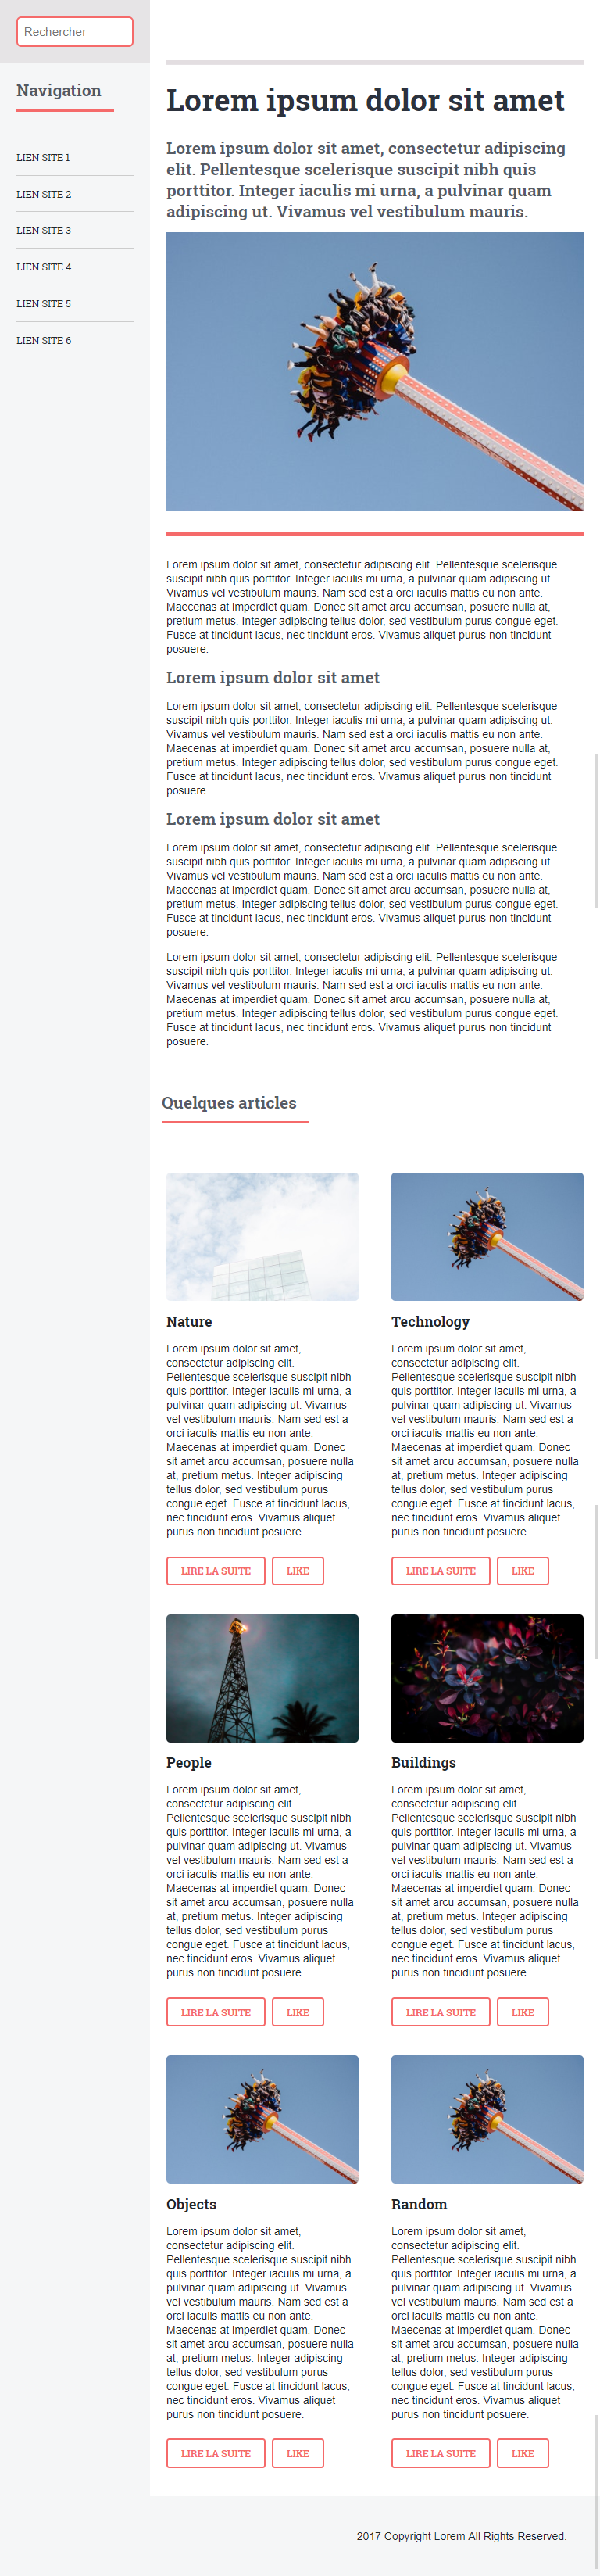 Rechercher
Navigation
LIEN SITE 1
LIEN SITE 2
LIEN SITE 3
LIEN SITE 4
LIEN SITE 5
LIEN SITE 6
Lorem ipsum dolor sit amet
Lorem ipsum dolor sit amet, consectetur adipiscing
elit. Pellentesque scelerisque suscipit nibh quis
porttitor. Integer iaculis mi urna, a pulvinar quam
adipiscing ut. Vivamus vel vestibulum mauris.
Lorem ipsum dolor sit amet, consectetur adipiscing elit. Pellentesque scelerisque
suscipit nibh quis porttitor. Integer iaculis mi urna, a pulvinar quam adipiscing ut.
Vivamus vel vestibulum mauris. Nam sed est a orci iaculis mattis eu non ante.
Maecenas at imperdiet quam. Donec sit amet arcu accumsan, posuere nulla at,
pretium metus. Integer adipiscing tellus dolor, sed vestibulum purus congue eget.
Fusce at tincidunt lacus, nec tincidunt eros. Vivamus aliquet purus non tincidunt
posuere.
Lorem ipsum dolor sit amet
Lorem ipsum dolor sit amet, consectetur adipiscing elit. Pellentesque scelerisque
suscipit nibh quis porttitor. Integer iaculis mi urna, a pulvinar quam adipiscing ut.
Vivamus vel vestibulum mauris. Nam sed est a orci iaculis mattis eu non ante.
Maecenas at imperdiet quam. Donec sit amet arcu accumsan, posuere nulla at,
pretium metus. Integer adipiscing tellus dolor, sed vestibulum purus congue eget.
Fusce at tincidunt lacus, nec tincidunt eros. Vivamus aliquet purus non tincidunt
posuere.
Lorem ipsum dolor sit amet
Lorem ipsum dolor sit amet, consectetur adipiscing elit. Pellentesque scelerisque
suscipit nibh quis porttitor. Integer iaculis mi urna, a pulvinar quam adipiscing ut.
Vivamus vel vestibulum mauris. Nam sed est a orci iaculis mattis eu non ante.
Maecenas at imperdiet quam. Donec sit amet arcu accumsan, posuere nulla at,
pretium metus. Integer adipiscing tellus dolor, sed vestibulum purus congue eget.
Fusce at tincidunt lacus, nec tincidunt eros. Vivamus aliquet purus non tincidunt
posuere.
Lorem ipsum dolor sit amet, consectetur adipiscing elit. Pellentesque scelerisque
suscipit nibh quis porttitor. Integer iaculis mi urna, a pulvinar quam adipiscing ut.
Vivamus vel vestibulum mauris. Nam sed est a orci iaculis mattis eu non ante.
Maecenas at imperdiet quam. Donec sit amet arcu accumsan, posuere nulla at,
pretium metus. Integer adipiscing tellus dolor, sed vestibulum purus congue eget.
Fusce at tincidunt lacus, nec tincidunt eros. Vivamus aliquet purus non tincidunt
posuere.
Quelques articles
Nature
Lorem ipsum dolor sit amet,
consectetur adipiscing elit.
Pellentesque scelerisque suscipit nibh
quis porttitor. Integer iaculis mi urna, a
pulvinar quam adipiscing ut. Vivamus
vel vestibulum mauris. Nam sed est a
orci iaculis mattis eu non ante.
Maecenas at imperdiet quam. Donec
sit amet arcu accumsan, posuere nulla
at, pretium metus. Integer adipiscing
tellus dolor, sed vestibulum purus
congue eget. Fusce at tincidunt lacus,
nec tincidunt eros. Vivamus aliquet
purus non tincidunt posuere.
LIRE LA SUITE
LIKE
Technology
Lorem ipsum dolor sit amet,
consectetur adipiscing elit.
Pellentesque scelerisque suscipit nibh
quis porttitor. Integer iaculis mi urna, a
pulvinar quam adipiscing ut. Vivamus
vel vestibulum mauris. Nam sed est a
orci iaculis mattis eu non ante.
Maecenas at imperdiet quam. Donec
sit amet arcu accumsan, posuere nulla
at, pretium metus. Integer adipiscing
tellus dolor, sed vestibulum purus
congue eget. Fusce at tincidunt lacus,
nec tincidunt eros. Vivamus aliquet
purus non tincidunt posuere.
LIRE LA SUITE
LIKE
People
Lorem ipsum dolor sit amet,
consectetur adipiscing elit.
Pellentesque scelerisque suscipit nibh
quis porttitor. Integer iaculis mi urna, a
pulvinar quam adipiscing ut. Vivamus
vel vestibulum mauris. Nam sed est a
orci iaculis mattis eu non ante.
Maecenas at imperdiet quam. Donec
sit amet arcu accumsan, posuere nulla
at, pretium metus. Integer adipiscing
tellus dolor, sed vestibulum purus
congue eget. Fusce at tincidunt lacus,
nec tincidunt eros. Vivamus aliquet
purus non tincidunt posuere.
LIRE LA SUITE
LIKE
Buildings
Lorem ipsum dolor sit amet,
consectetur adipiscing elit.
Pellentesque scelerisque suscipit nibh
quis porttitor. Integer iaculis mi urna, a
pulvinar quam adipiscing ut. Vivamus
vel vestibulum mauris. Nam sed est a
orci iaculis mattis eu non ante.
Maecenas at imperdiet quam. Donec
sit amet arcu accumsan, posuere nulla
at, pretium metus. Integer adipiscing
tellus dolor, sed vestibulum purus
congue eget. Fusce at tincidunt lacus,
nec tincidunt eros. Vivamus aliquet
purus non tincidunt posuere.
LIRE LA SUITE
LIKE
Objects
Lorem ipsum dolor sit amet,
consectetur adipiscing elit.
Pellentesque scelerisque suscipit nibh
quis porttitor. Integer iaculis mi urna, a
pulvinar quam adipiscing ut. Vivamus
vel vestibulum mauris. Nam sed est a
orci iaculis mattis eu non ante.
Maecenas at imperdiet quam. Donec
sit amet arcu accumsan, posuere nulla
at, pretium metus. Integer adipiscing
tellus dolor, sed vestibulum purus
congue eget. Fusce at tincidunt lacus,
nec tincidunt eros. Vivamus aliquet
purus non tincidunt posuere.
LIRE LA SUITE
LIKE
Random
Lorem ipsum dolor sit amet,
consectetur adipiscing elit.
Pellentesque scelerisque suscipit nibh
quis porttitor. Integer iaculis mi urna, a
pulvinar quam adipiscing ut. Vivamus
vel vestibulum mauris. Nam sed est a
orci iaculis mattis eu non ante.
Maecenas at imperdiet quam. Donec
sit amet arcu accumsan, posuere nulla
at, pretium metus. Integer adipiscing
tellus dolor, sed vestibulum purus
congue eget. Fusce at tincidunt lacus,
nec tincidunt eros. Vivamus aliquet
purus non tincidunt posuere.
LIRE LA SUITE
LIKE
2017 Copyright Lorem All Rights Reserved.